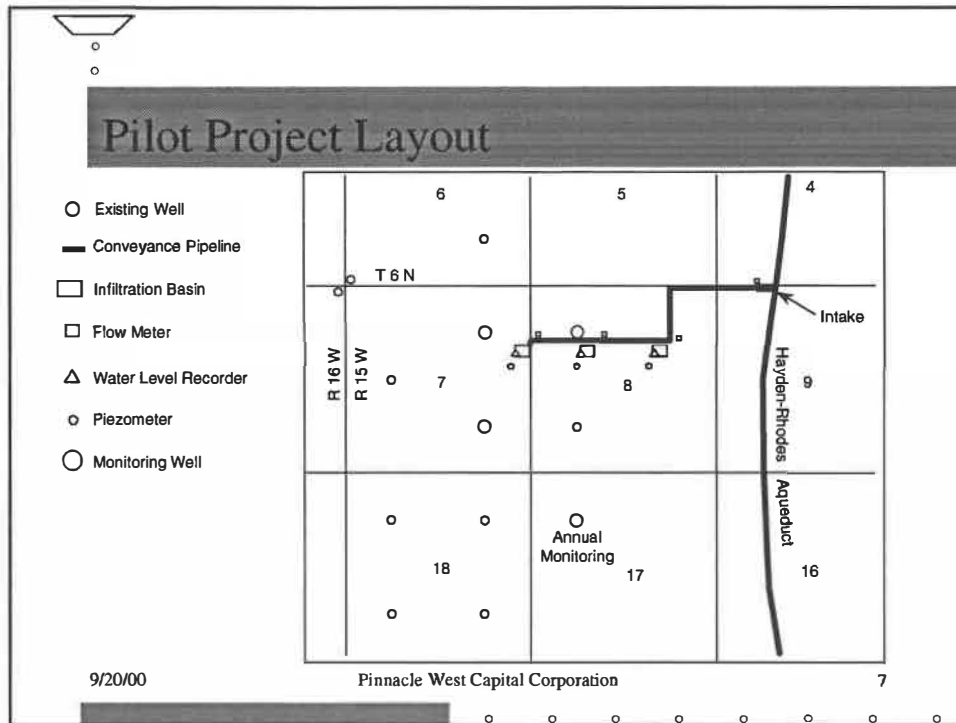 Pilot Project Layout
Existing Well
Conveyance Pipeline
Infiltration Basin
Flow Meter
Water Level Recorder
Piezometer
Monitoring Well
6
5
4
T 6 N
Intake
R 16 W
R 15 W
7
8
9
Hayden-Rhodes Aqueduct
Annual
Monitoring
18
17
16
9/20/00
Pinnacle West Capital Corporation
7